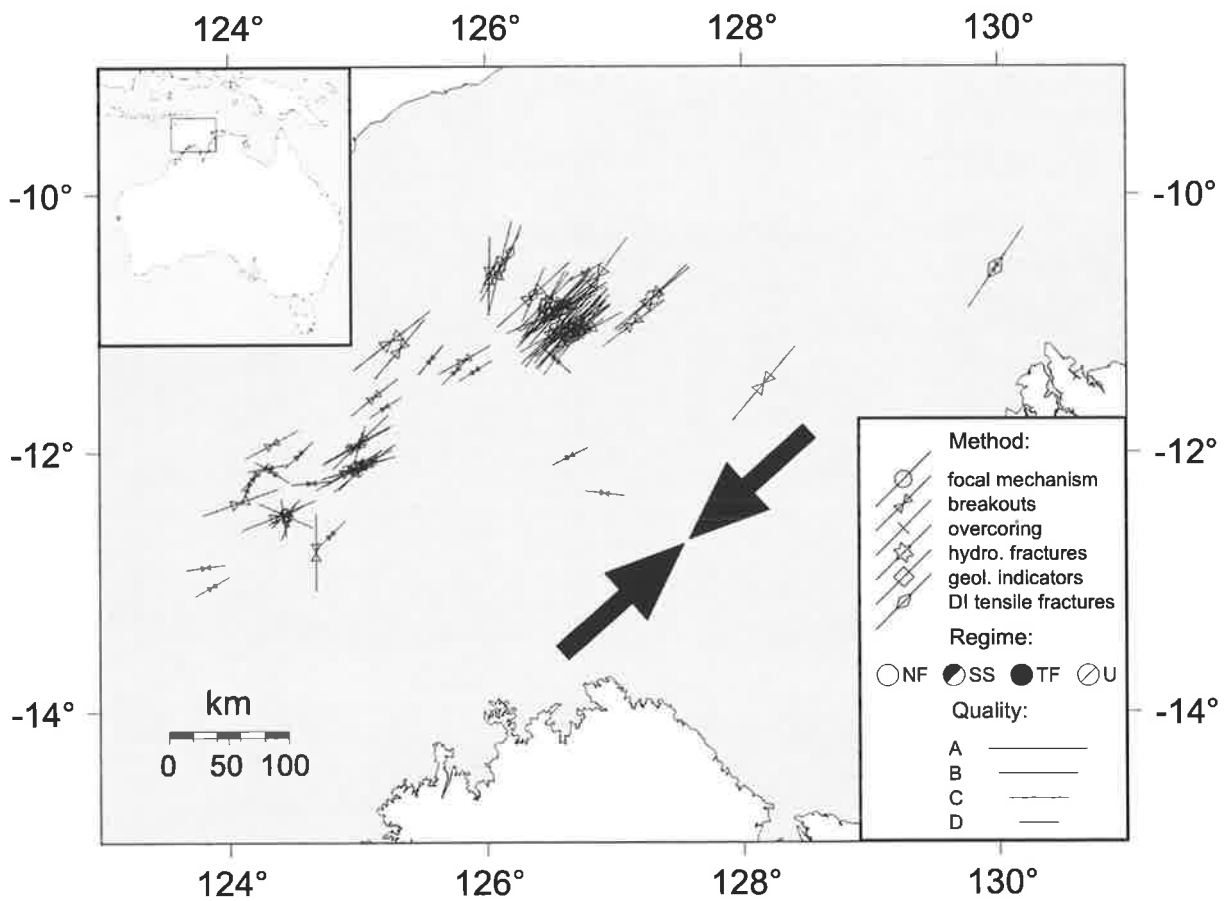 124° 126° 128° 130°
-10° -10°
-12° -12°
-14° -14°
km
0 50 100
Method:
focal mechanism
breakouts
overcoring
hydro. fractures
geol. indicators
DI tensile fractures
Regime:
NF SS TF U
Quality:
A
B
C
D
124° 126° 128° 130°